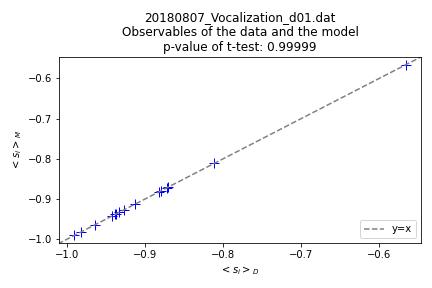 20180807_Vocalization_d01.dat
Observables of the data and the model
p-value of t-test: 0.99999
< s_i >_M
−0.6
−0.7
−0.8
−0.9
−1.0
y=x
−1.0 −0.9 −0.8 −0.7 −0.6
< s_i >_D